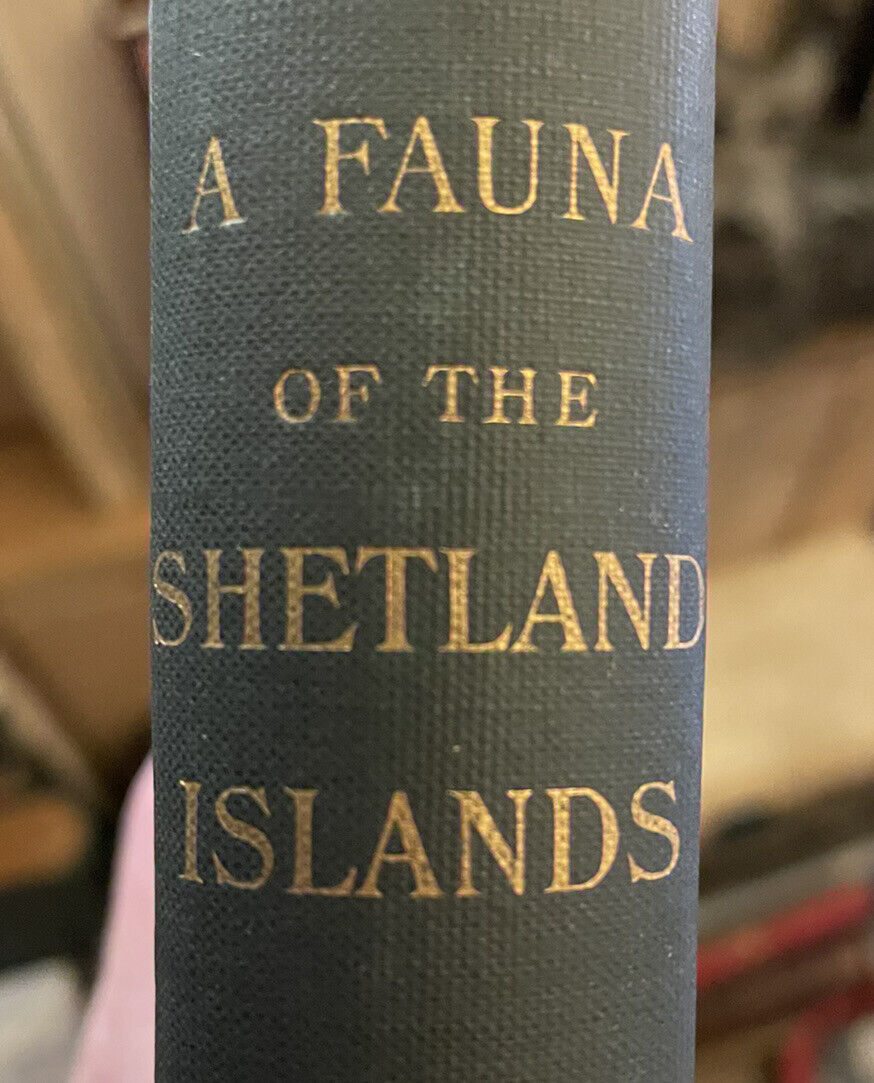 A FAUNA
OF THE
SHETLAND
ISLANDS